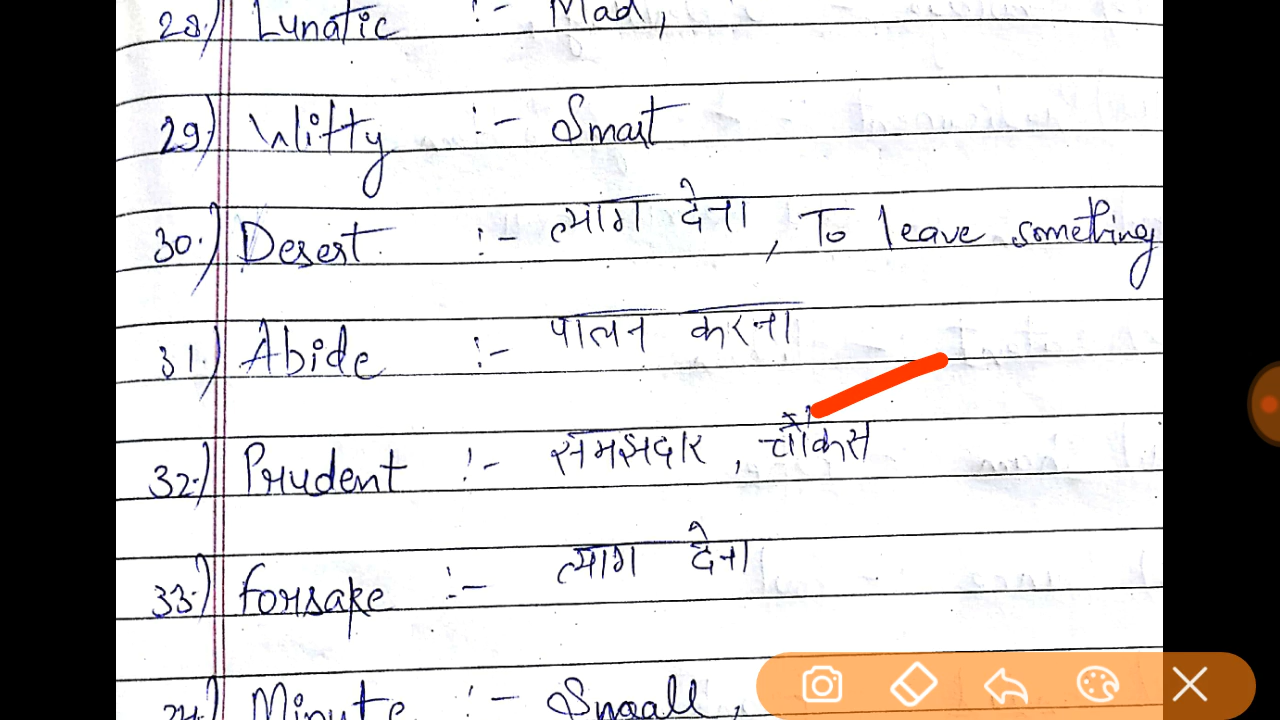 28.) Lunatic :- Mad,
29.) Wifty :- Smart
30.) Desert :- त्याग देना, To leave something
31.) Abide :- पालन करना
32.) Prudent :- समझदार, चौकस
33.) Forsake :- त्याग देना
34.) Minute :- Small,